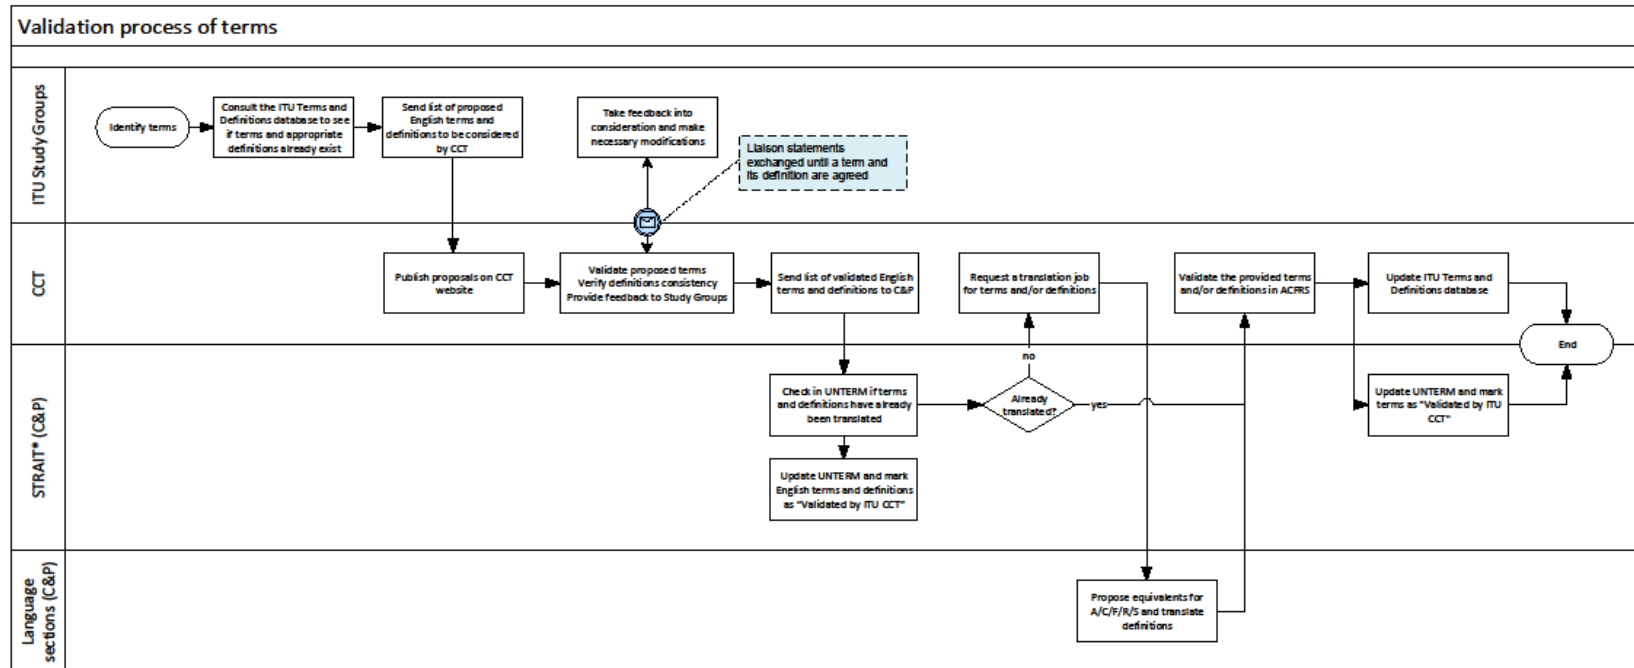 Validation process of terms
ITU Study Groups
Identify terms
Consult the ITU Terms and
Definitions database to see
if terms and appropriate
definitions already exist
Send list of proposed
English terms and
definitions to be considered
by CCT
Take feedback into
consideration and make
necessary modifications
Liaison statements
exchanged until a term and
its definition are agreed
CCT
Publish proposals on CCT
website
Validate proposed terms
Verify definitions consistency
Provide feedback to Study Groups
Send list of validated English
terms and definitions to C&P
Request a translation job
for terms and/or definitions
Validate the provided terms
and/or definitions in ACFRS
Update ITU Terms and
Definitions database
End
STRAIT* (C&P)
Check in UNTERM if terms
and definitions have already
been translated
no
Already
translated?
yes
Update UNTERM and mark
terms as "Validated by ITU
CCT"
Update UNTERM and mark
English terms and definitions
as "Validated by ITU CCT"
Language
sections (C&P)
Propose equivalents for
A/C/F/R/S and translate
definitions